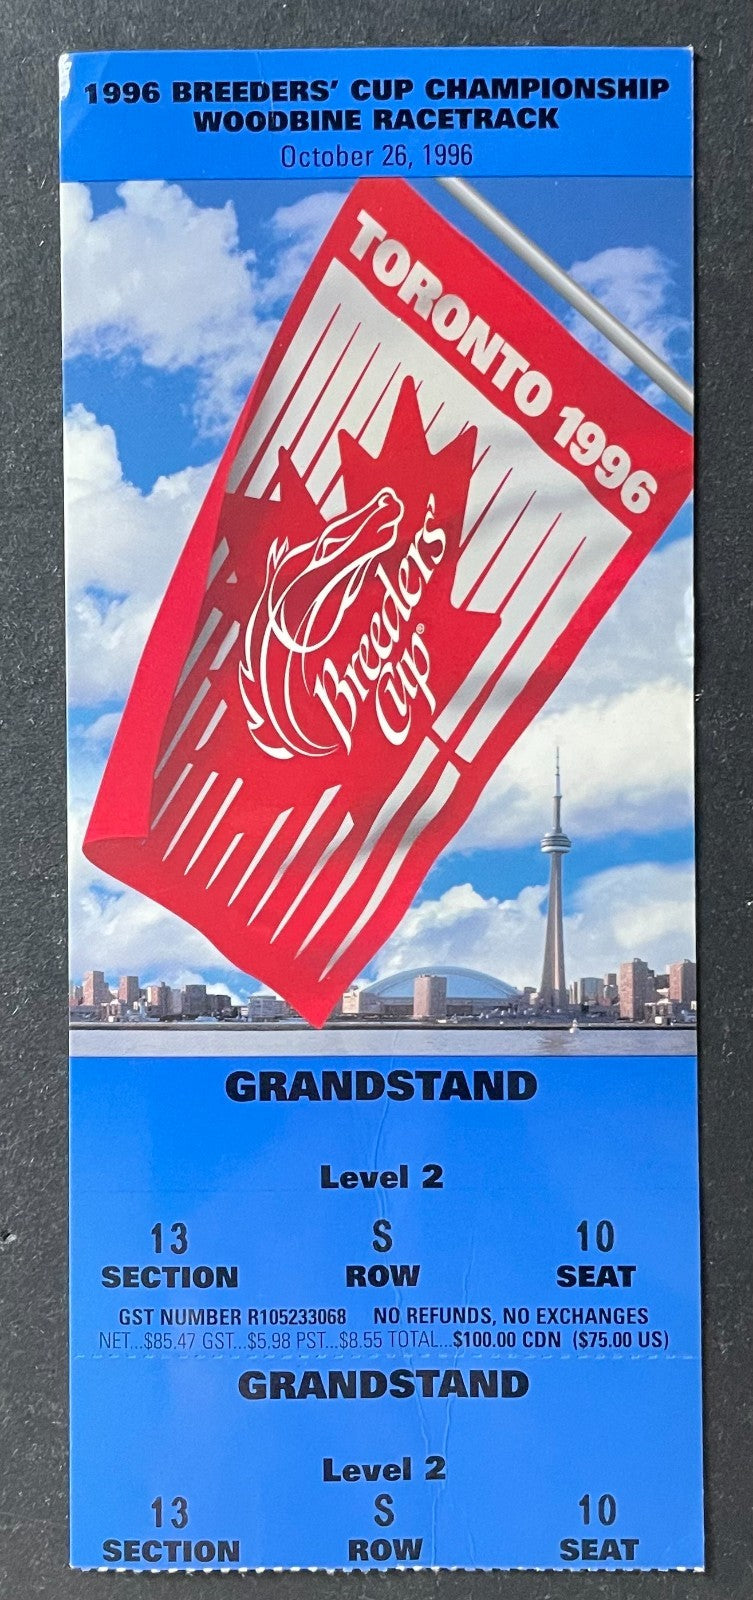 1996 BREEDERS' CUP CHAMPIONSHIP
WOODBINE RACETRACK
October 26, 1996
TORONTO 1996
Breeders'
Cup®
GRANDSTAND
Level 2
13 S 10
SECTION ROW SEAT
GST NUMBER R105233068 NO REFUNDS, NO EXCHANGES
NET...$85.47 GST...$5.98 PST...$8.55 TOTAL...$100.00 CDN ($75.00 US)
GRANDSTAND
Level 2
13 S 10
SECTION ROW SEAT